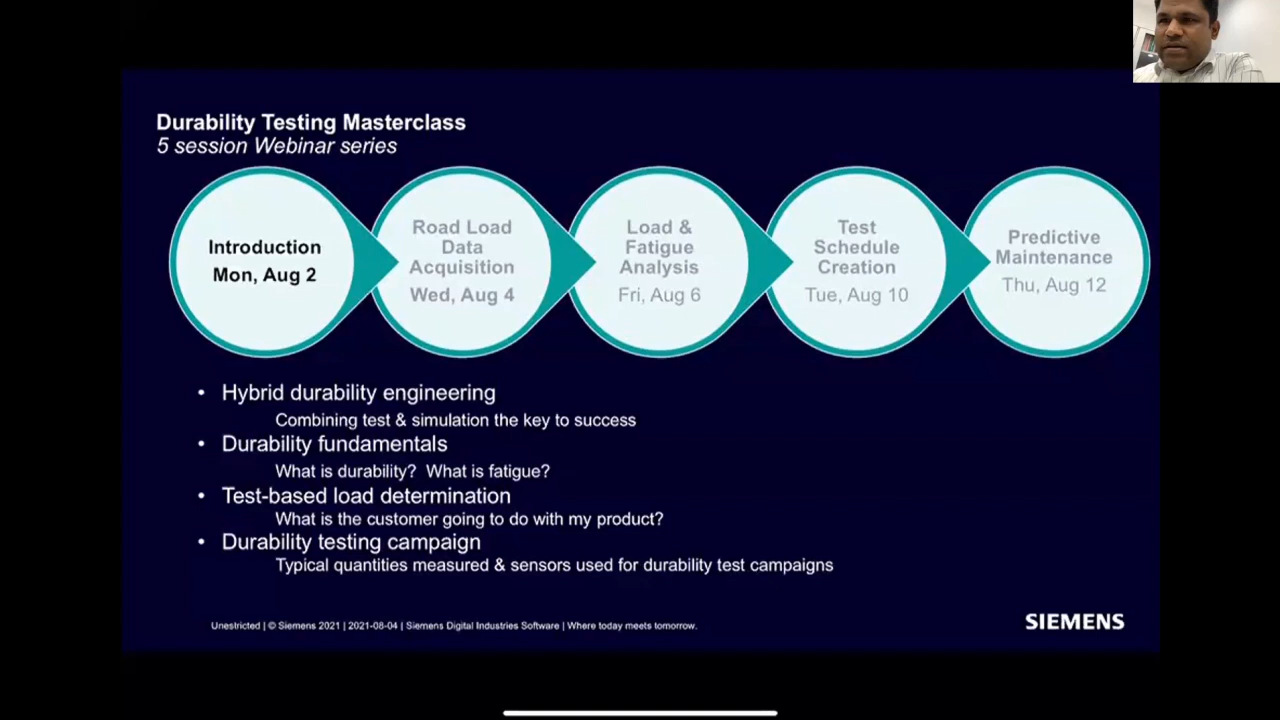 Durability Testing Masterclass
5 session Webinar series
Introduction
Mon, Aug 2
Road Load
Data
Acquisition
Wed, Aug 4
Load &
Fatigue
Analysis
Fri, Aug 6
Test
Schedule
Creation
Tue, Aug 10
Predictive
Maintenance
Thu, Aug 12
• Hybrid durability engineering
Combining test & simulation the key to success
• Durability fundamentals
What is durability? What is fatigue?
• Test-based load determination
What is the customer going to do with my product?
• Durability testing campaign
Typical quantities measured & sensors used for durability test campaigns
Unestricted | © Siemens 2021 | 2021-08-04 | Siemens Digital Industries Software | Where today meets tomorrow.
SIEMENS